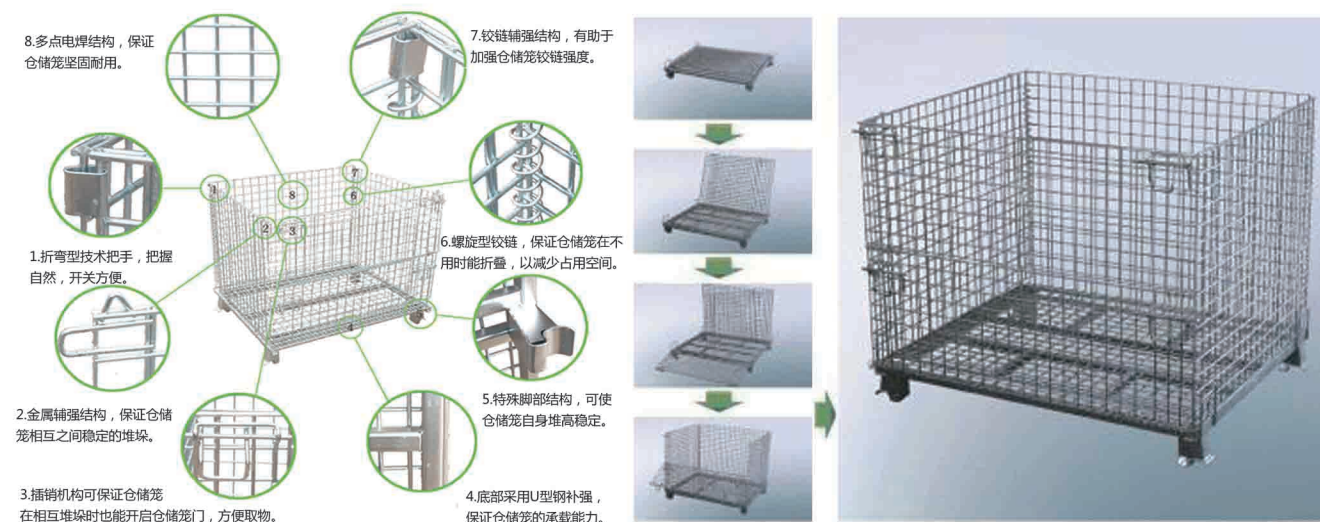 8.多点电焊结构，保证
仓储笼坚固耐用。
7.铰链辅强结构，有助于
加强仓储笼铰链强度。
1.折弯型技术把手，把握
自然，开关方便。
6.螺旋型铰链，保证仓储笼在不
用时能折叠，以减少占用空间。
2.金属辅强结构，保证仓储
笼相互之间稳定的堆垛。
5.特殊脚部结构，可使
仓储笼自身堆高稳定。
3.插销机构可保证仓储笼
在相互堆垛时也能开启仓储笼门，方便取物。
4.底部采用U型钢补强，
保证仓储笼的承载能力。
1
2
3
4
6
7
8